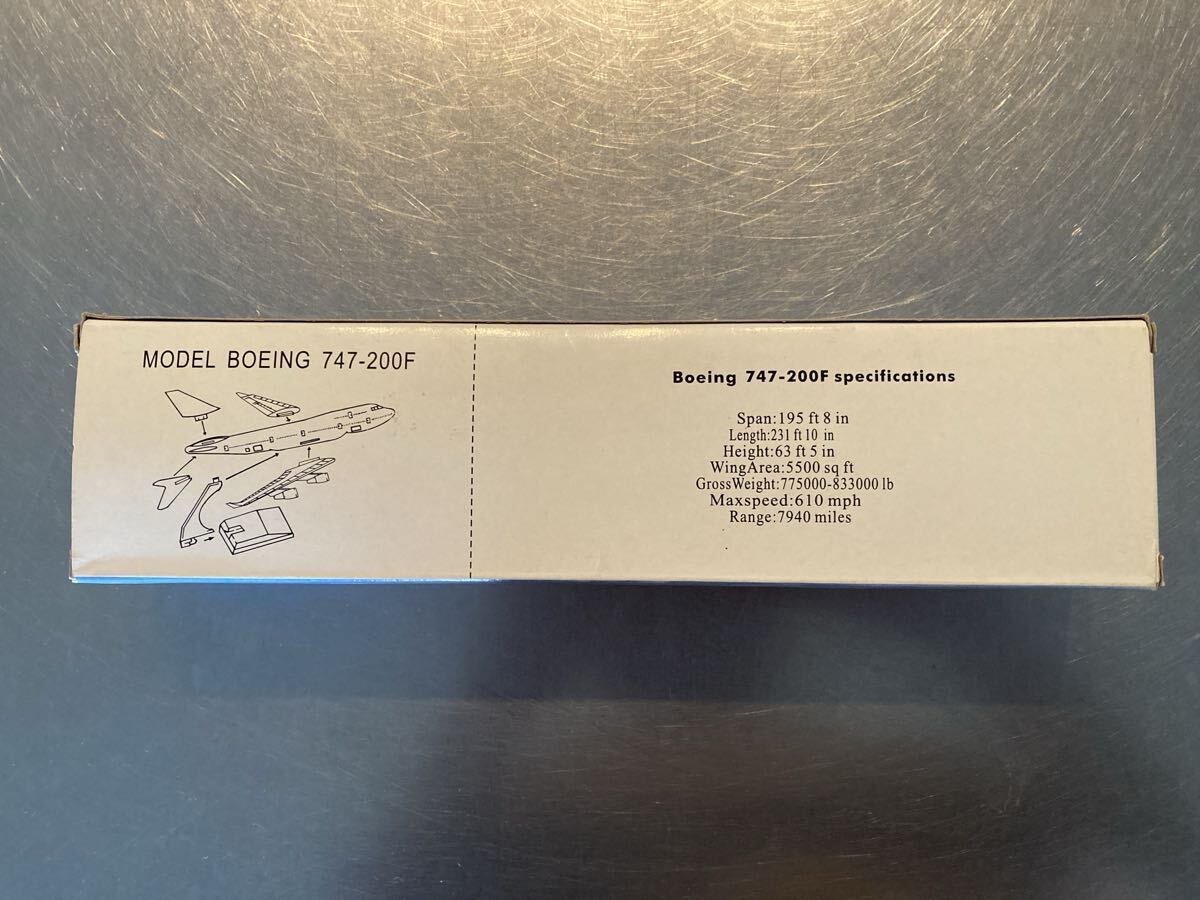 MODEL BOEING 747-200F
Boeing 747-200F specifications
Span:195 ft 8 in
Length:231 ft 10 in
Height:63 ft 5 in
WingArea:5500 sq ft
GrossWeight:775000-833000 lb
Maxspeed:610 mph
Range:7940 miles